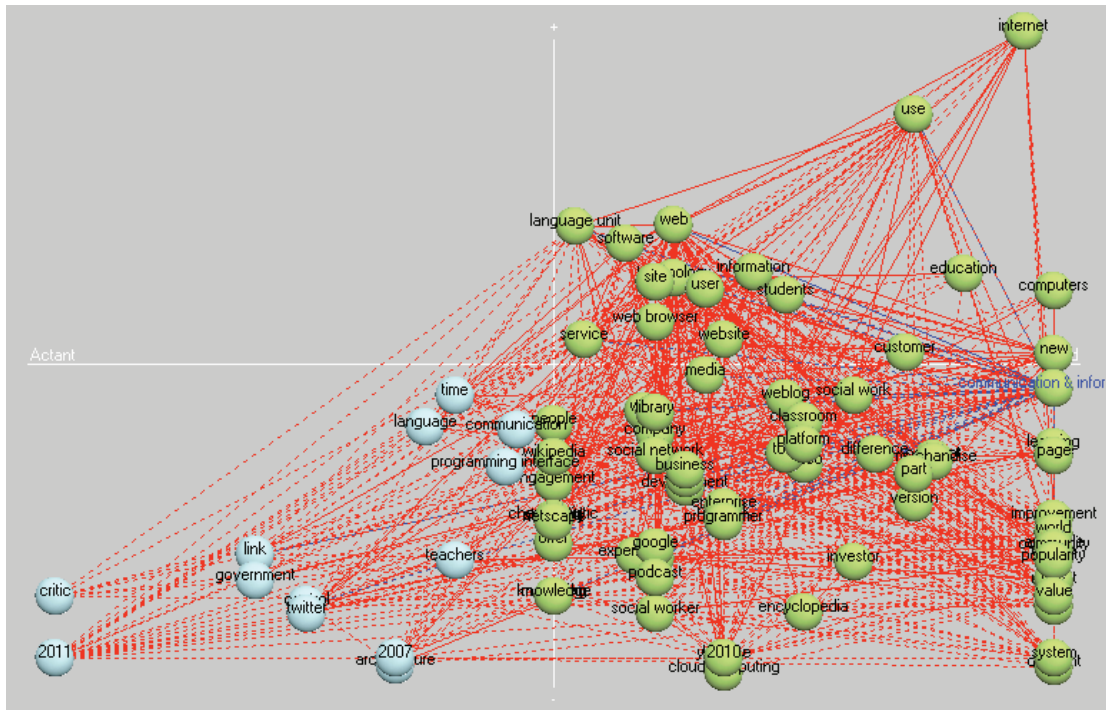 internet
+
use
language unit
web
software
information
education
site
user
students
computers
web browser
service
website
customer
new
Actant
media
communication & infor
time
weblog
social work
language
communication
people
library
company
classroom
wikipedia
platform
programming interface
social network
business
difference
page
engagement
part
enterprise
version
netscape
programmer
improvement
world
offer
google
link
teachers
investor
popularity
podcast
government
critic
knowledge
value
twitter
social worker
encyclopedia
2011
2007
2010
system
cloud computing
-